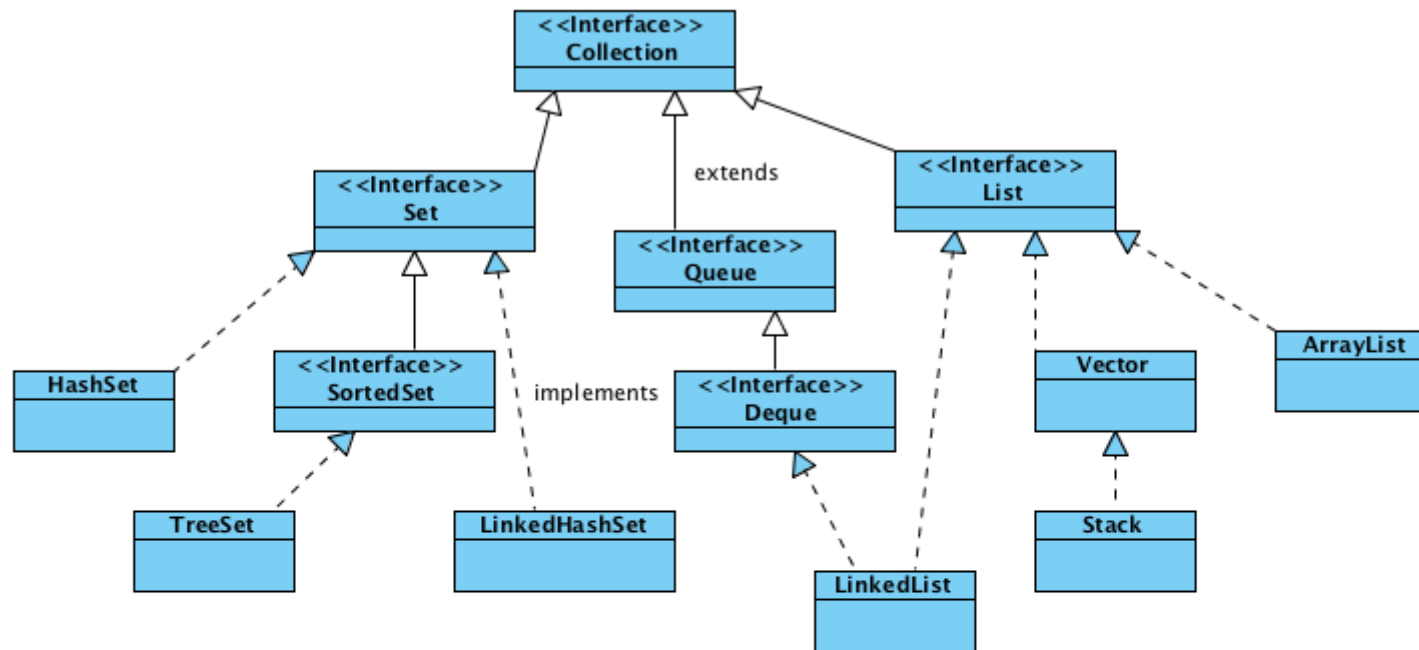 <<Interface>>
Collection
<<Interface>>
List
extends
<<Interface>>
Set
<<Interface>>
Queue
ArrayList
<<Interface>>
SortedSet
Vector
HashSet
implements
<<Interface>>
Deque
TreeSet
LinkedHashSet
Stack
LinkedList